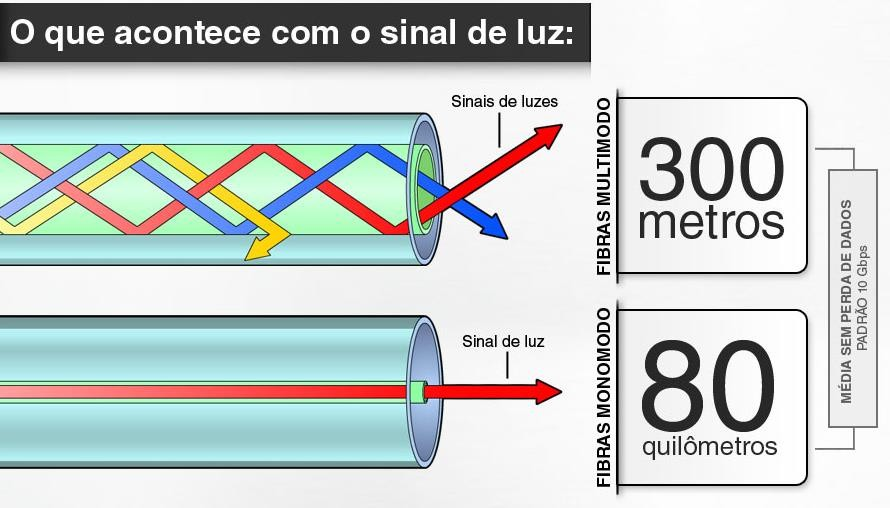 O que acontece com o sinal de luz:
Sinais de luzes
FIBRAS MULTIMODO
300
metros
Sinal de luz
FIBRAS MONOMODO
80
quilômetros
MÉDIA SEM PERDA DE DADOS
PADRÃO 10 Gbps